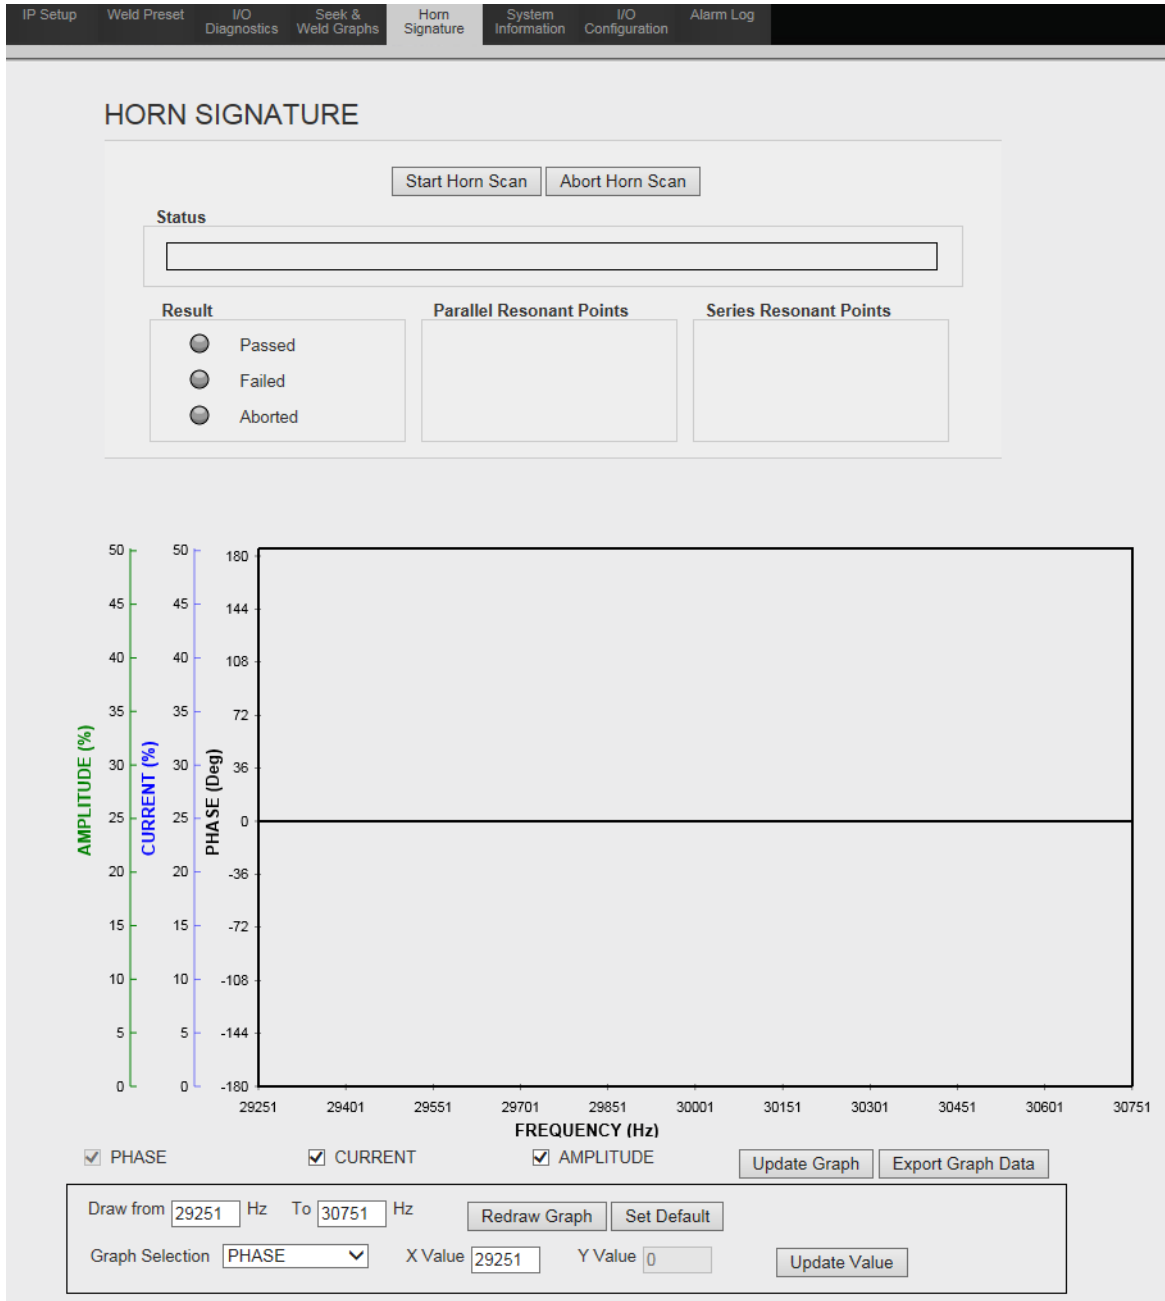 IP Setup Weld Preset I/O Diagnostics Seek & Weld Graphs Horn Signature System Information I/O Configuration Alarm Log
HORN SIGNATURE
Start Horn Scan Abort Horn Scan
Status
Result Parallel Resonant Points Series Resonant Points
Passed
Failed
Aborted
50 50 180
45 45 144
40 40 108
35 35 72
30 30 36
25 25 0
20 20 -36
15 15 -72
10 10 -108
5 5 -144
0 0 -180
AMPLITUDE (%)
CURRENT (%)
PHASE (Deg)
29251 29401 29551 29701 29851 30001 30151 30301 30451 30601 30751
FREQUENCY (Hz)
PHASE CURRENT AMPLITUDE Update Graph Export Graph Data
Draw from 29251 Hz To 30751 Hz Redraw Graph Set Default
Graph Selection PHASE X Value 29251 Y Value 0 Update Value